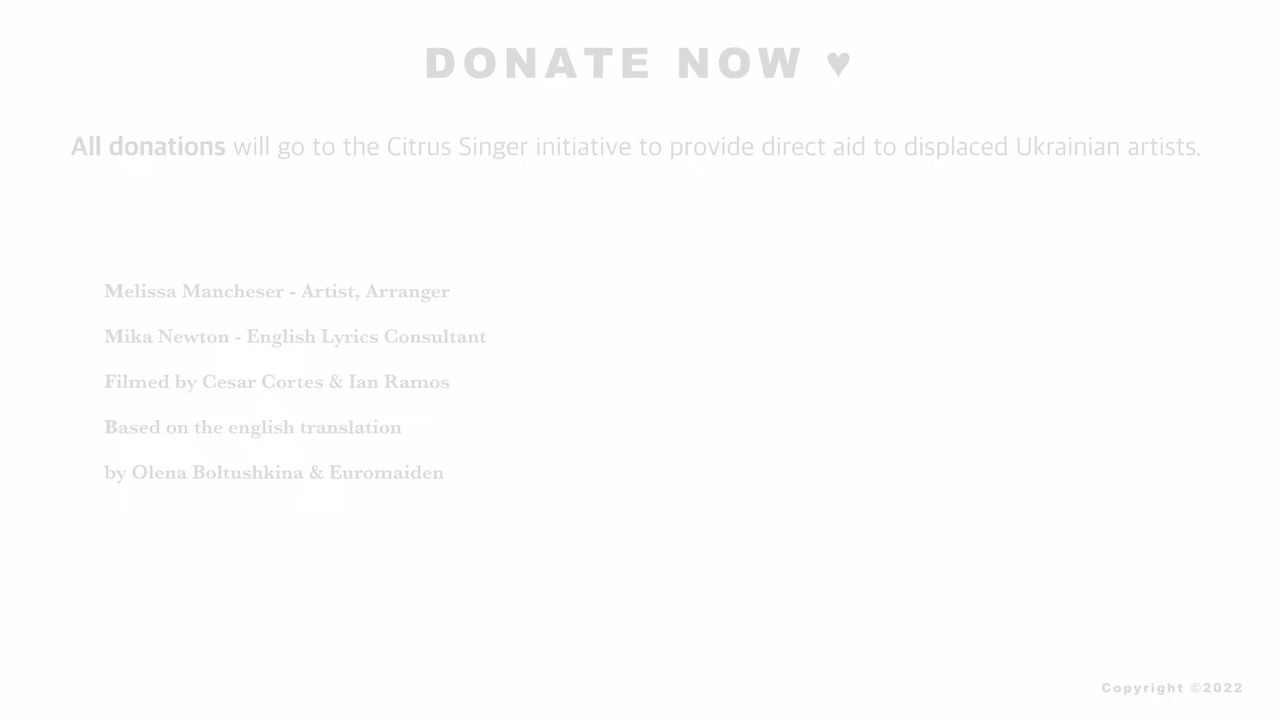 DONATE NOW ♥
All donations will go to the Citrus Singer initiative to provide direct aid to displaced Ukrainian artists.
Melissa Mancheser - Artist, Arranger
Mika Newton - English Lyrics Consultant
Filmed by Cesar Cortes & Ian Ramos
Based on the english translation
by Olena Boltushkina & Euromaiden
Copyright ©2022